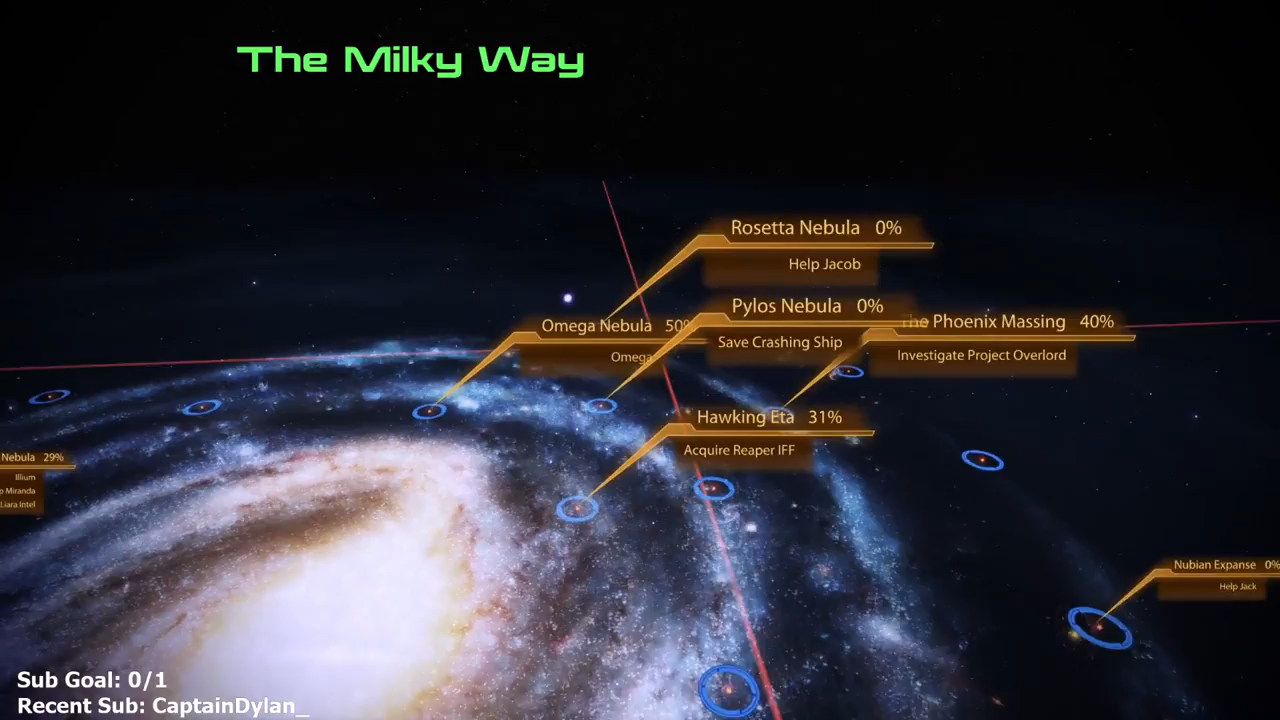 The Milky Way
Rosetta Nebula 0%
Help Jacob
Pylos Nebula 0%
Save Crashing Ship
Omega Nebula 50%
Omega
The Phoenix Massing 40%
Investigate Project Overlord
Hawking Eta 31%
Acquire Reaper IFF
Nebula 29%
Illium
Miranda
Liara Intel
Nubian Expanse 0%
Help Jack
Sub Goal: 0/1
Recent Sub: CaptainDylan_